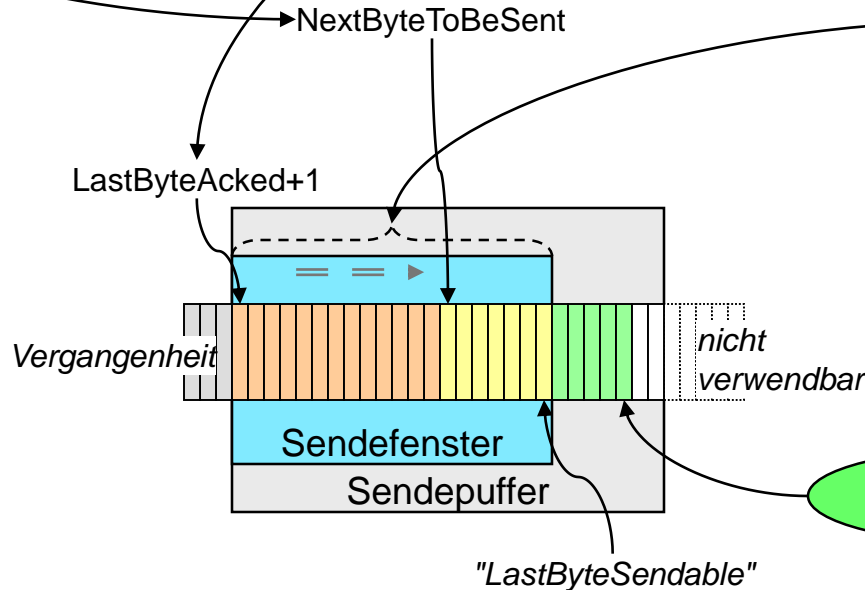 NextByteToBeSent
LastByteAcked+1
Vergangenheit
nicht
verwendbar
Sendefenster
Sendepuffer
"LastByteSendable"